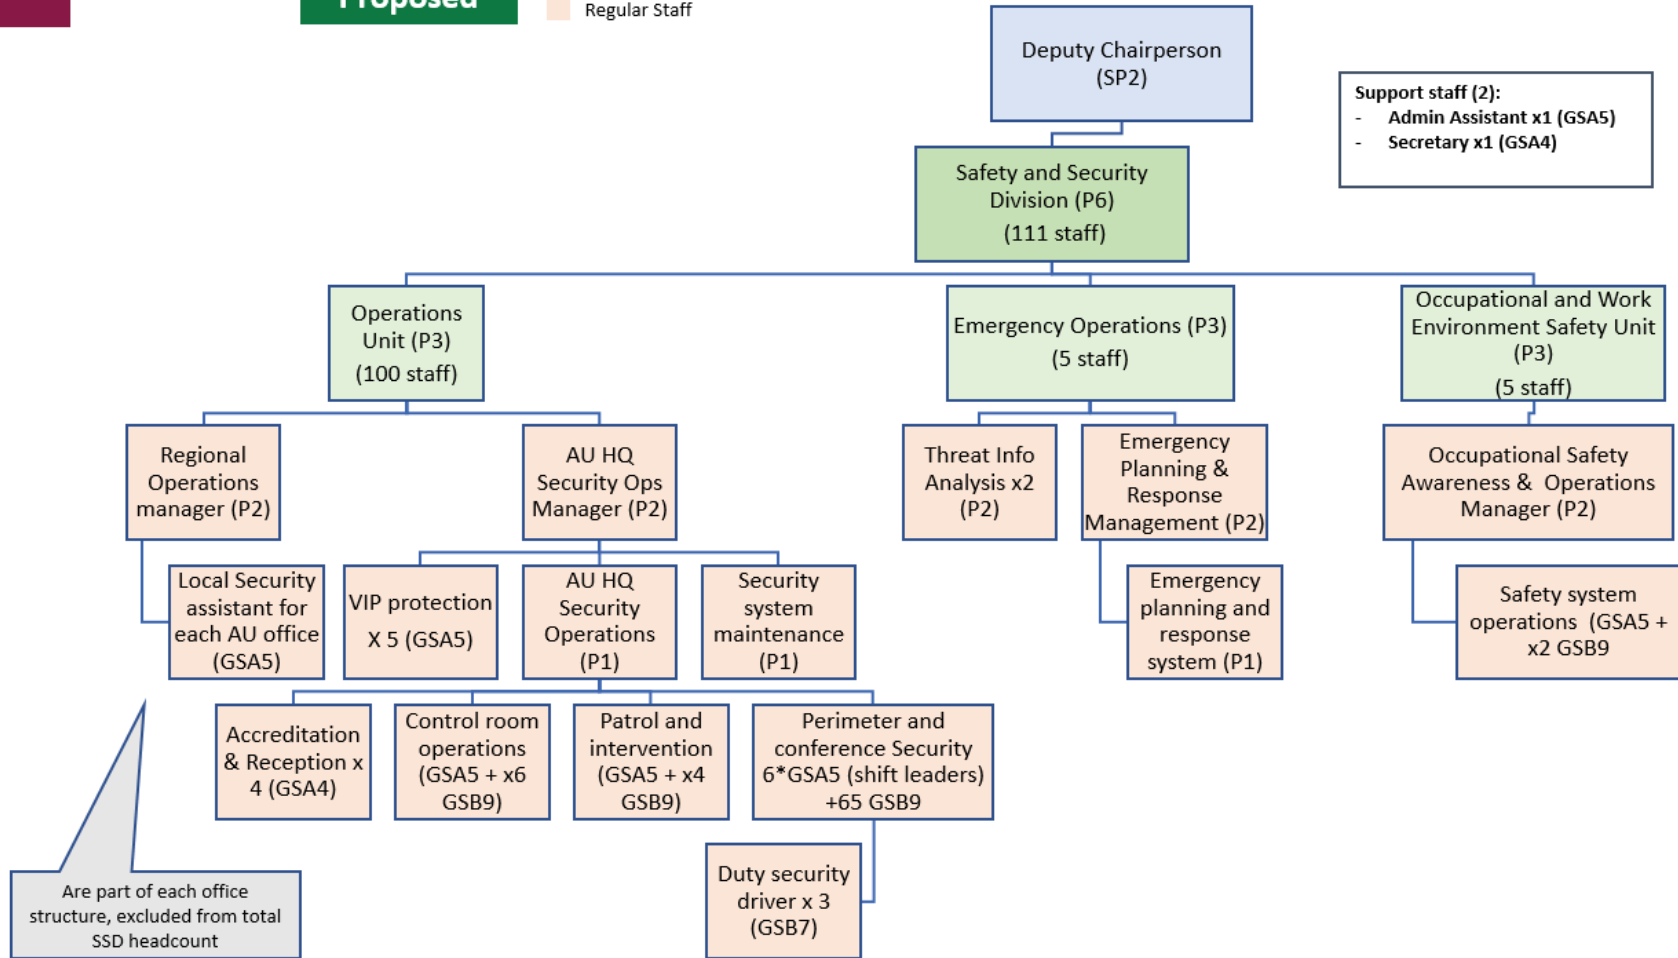 Proposed
Regular Staff
Deputy Chairperson
(SP2)
Support staff (2):
- Admin Assistant x1 (GSA5)
- Secretary x1 (GSA4)
Safety and Security
Division (P6)
(111 staff)
Operations
Unit (P3)
(100 staff)
Emergency Operations (P3)
(5 staff)
Occupational and Work
Environment Safety Unit
(P3)
(5 staff)
Regional
Operations
manager (P2)
AU HQ
Security Ops
Manager (P2)
Threat Info
Analysis x2
(P2)
Emergency
Planning &
Response
Management (P2)
Occupational Safety
Awareness &  Operations
Manager (P2)
Local Security
assistant for
each AU office
(GSA5)
VIP protection
X 5 (GSA5)
AU HQ
Security
Operations
(P1)
Security
system
maintenance
(P1)
Emergency
planning and
response
system (P1)
Safety system
operations  (GSA5 +
x2 GSB9
Accreditation
& Reception x
4 (GSA4)
Control room
operations
(GSA5 + x6
GSB9)
Patrol and
intervention
(GSA5 + x4
GSB9)
Perimeter and
conference Security
6*GSA5 (shift leaders)
+65 GSB9
Duty security
driver x 3
(GSB7)
Are part of each office
structure, excluded from total
SSD headcount